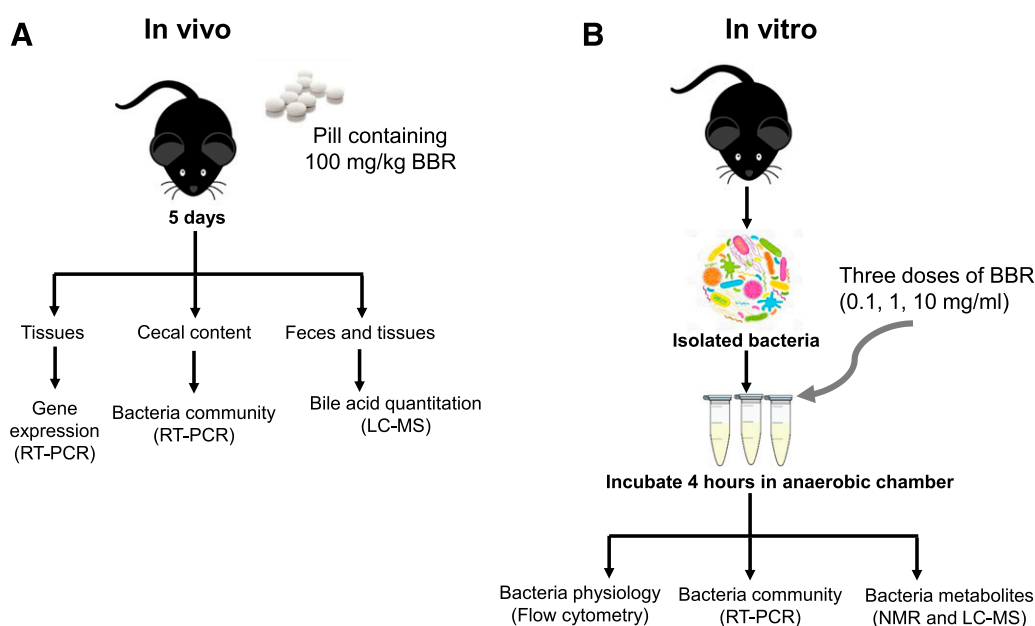 A
In vivo
Pill containing
100 mg/kg BBR
5 days
Tissues
Cecal content
Feces and tissues
Gene
expression
(RT-PCR)
Bacteria community
(RT-PCR)
Bile acid quantitation
(LC-MS)
B
In vitro
Three doses of BBR
(0.1, 1, 10 mg/ml)
Isolated bacteria
Incubate 4 hours in anaerobic chamber
Bacteria physiology
(Flow cytometry)
Bacteria community
(RT-PCR)
Bacteria metabolites
(NMR and LC-MS)